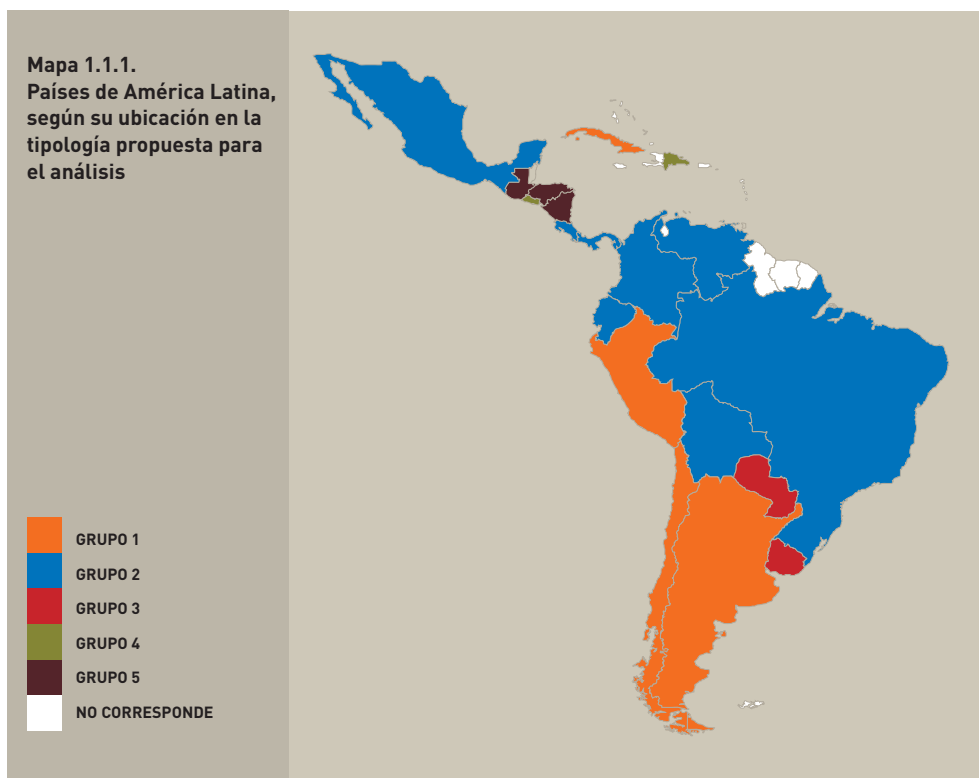 Mapa 1.1.1.
Países de América Latina,
según su ubicación en la
tipología propuesta para
el análisis
GRUPO 1
GRUPO 2
GRUPO 3
GRUPO 4
GRUPO 5
NO CORRESPONDE